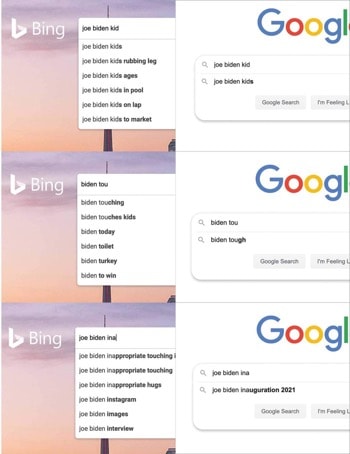 Bing
joe biden kid
joe biden kids
joe biden kids rubbing leg
joe biden kids ages
joe biden kids in pool
joe biden kids on lap
joe biden kids to market
Googl
joe biden kid
joe biden kids
Google Search
I'm Feeling L
Bing
biden tou
biden touching
biden touches kids
biden today
biden toilet
biden turkey
biden to win
Googl
biden tou
biden tough
Google Search
I'm Feeling L
Bing
joe biden ina
joe biden inappropriate touching i
joe biden inappropriate touching
joe biden inappropriate hugs
joe biden instagram
joe biden images
joe biden interview
Googl
joe biden ina
joe biden inauguration 2021
Google Search
I'm Feeling L